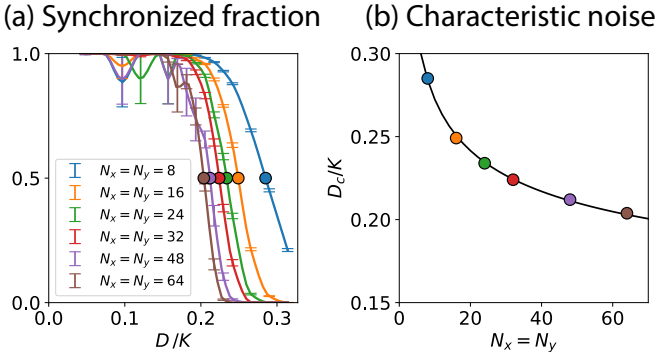 (a) Synchronized fraction
1.0
0.5
0.0
N_x = N_y = 8
N_x = N_y = 16
N_x = N_y = 24
N_x = N_y = 32
N_x = N_y = 48
N_x = N_y = 64
0.0 0.1 0.2 0.3
D/K
(b) Characteristic noise
D_c/K
0.30
0.25
0.20
0.15
0 20 40 60
N_x = N_y